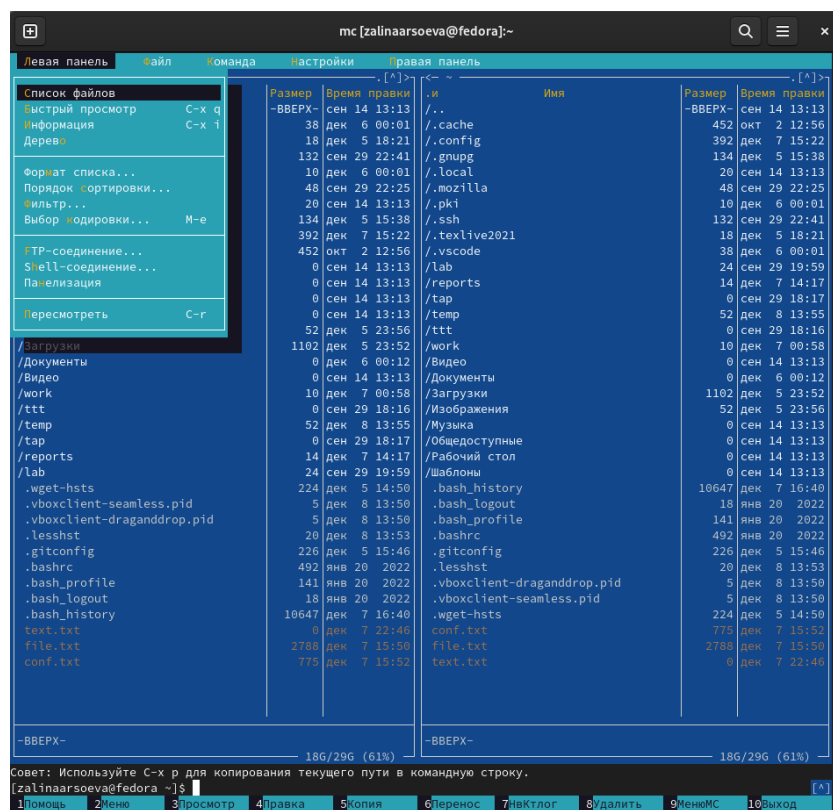 mc [zalinaarsoeva@fedora]:~
Левая панель Файл Команда Настройки Правая панель
.[^]> <— ~ .[^]>
Список файлов Размер Время правки .и Имя Размер Время правки
Быстрый просмотр C-x q -ВВЕРХ- сен 14 13:13 /.. -ВВЕРХ- сен 14 13:13
Информация C-x i 38 дек 6 00:01 /.cache 452 окт 2 12:56
Дерево 18 дек 5 18:21 /.config 392 дек 7 15:22
132 сен 29 22:41 /.gnupg 134 дек 5 15:38
Формат списка... 10 дек 6 00:01 /.local 20 сен 14 13:13
Порядок сортировки... 48 сен 29 22:25 /.mozilla 48 сен 29 22:25
Фильтр... 20 сен 14 13:13 /.pki 10 дек 6 00:01
Выбор кодировки... M-e 134 дек 5 15:38 /.ssh 132 сен 29 22:41
392 дек 7 15:22 /.texlive2021 18 дек 5 18:21
FTP-соединение... 452 окт 2 12:56 /.vscode 38 дек 6 00:01
Shell-соединение... 0 сен 14 13:13 /lab 24 сен 29 19:59
Панелизация 0 сен 14 13:13 /reports 14 дек 7 14:17
0 сен 14 13:13 /tap 0 сен 29 18:17
Пересмотреть C-r 0 сен 14 13:13 /temp 52 дек 8 13:55
52 дек 5 23:56 /ttt 0 сен 29 18:16
/Загрузки 1102 дек 5 23:52 /work 10 дек 7 00:58
/Документы 0 дек 6 00:12 /Видео 0 сен 14 13:13
/Видео 0 сен 14 13:13 /Документы 0 дек 6 00:12
/work 10 дек 7 00:58 /Загрузки 1102 дек 5 23:52
/ttt 0 сен 29 18:16 /Изображения 52 дек 5 23:56
/temp 52 дек 8 13:55 /Музыка 0 сен 14 13:13
/tap 0 сен 29 18:17 /Общедоступные 0 сен 14 13:13
/reports 14 дек 7 14:17 /Рабочий стол 0 сен 14 13:13
/lab 24 сен 29 19:59 /Шаблоны 0 сен 14 13:13
.wget-hsts 224 дек 5 14:50 .bash_history 10647 дек 7 16:40
.vboxclient-seamless.pid 5 дек 8 13:50 .bash_logout 18 янв 20 2022
.vboxclient-draganddrop.pid 5 дек 8 13:50 .bash_profile 141 янв 20 2022
.lesshst 20 дек 8 13:53 .bashrc 492 янв 20 2022
.gitconfig 226 дек 5 15:46 .gitconfig 226 дек 5 15:46
.bashrc 492 янв 20 2022 .lesshst 20 дек 8 13:53
.bash_profile 141 янв 20 2022 .vboxclient-draganddrop.pid 5 дек 8 13:50
.bash_logout 18 янв 20 2022 .vboxclient-seamless.pid 5 дек 8 13:50
.bash_history 10647 дек 7 16:40 .wget-hsts 224 дек 5 14:50
text.txt 0 дек 7 22:46 conf.txt 775 дек 7 15:52
file.txt 2788 дек 7 15:50 file.txt 2788 дек 7 15:50
conf.txt 775 дек 7 15:52 text.txt 0 дек 7 22:46
-ВВЕРХ- -ВВЕРХ-
18G/29G (61%) 18G/29G (61%)
Совет: Используйте C-x p для копирования текущего пути в командную строку.
[zalinaarsoeva@fedora ~]$ [^]
1Помощь 2Меню 3Просмотр 4Правка 5Копия 6Перенос 7НвКтлог 8Удалить 9МенюMC 10Выход